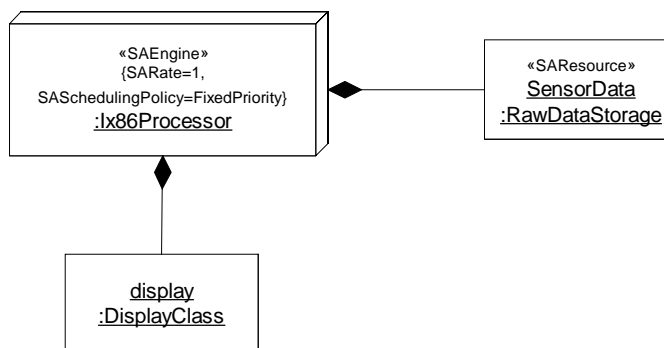 «SAEngine»
{SARate=1,
SASchedulingPolicy=FixedPriority}
:Ix86Processor
«SAResource»
SensorData
:RawDataStorage
display
:DisplayClass